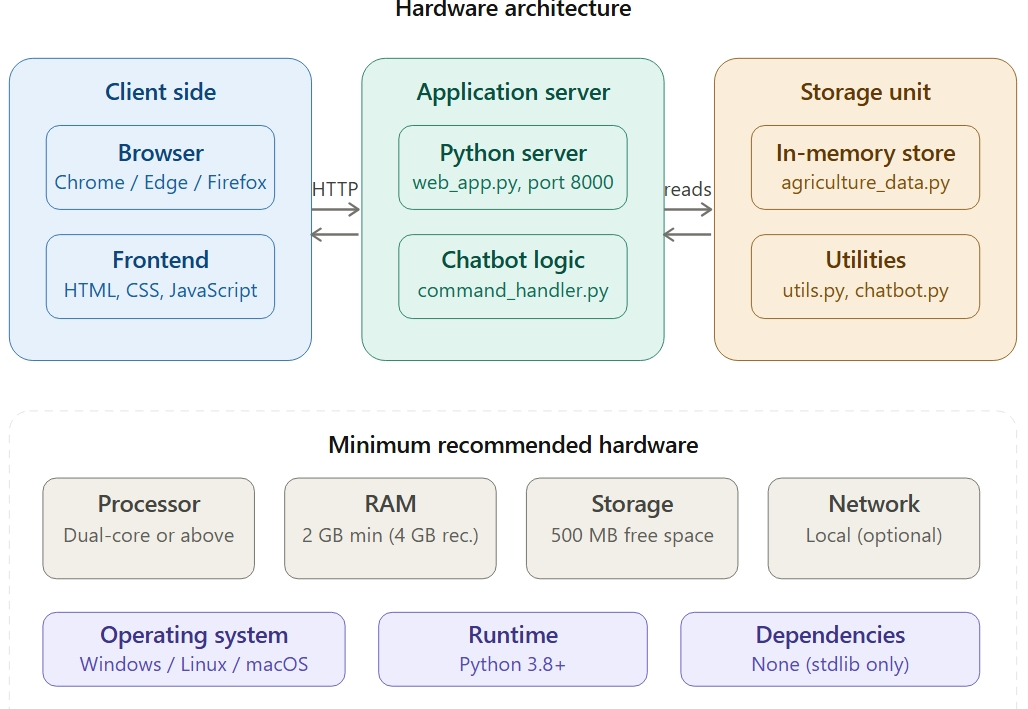 Hardware architecture
Client side
Browser
Chrome / Edge / Firefox
Frontend
HTML, CSS, JavaScript
HTTP
Application server
Python server
web_app.py, port 8000
Chatbot logic
command_handler.py
reads
Storage unit
In-memory store
agriculture_data.py
Utilities
utils.py, chatbot.py
Minimum recommended hardware
Processor
Dual-core or above
RAM
2 GB min (4 GB rec.)
Storage
500 MB free space
Network
Local (optional)
Operating system
Windows / Linux / macOS
Runtime
Python 3.8+
Dependencies
None (stdlib only)